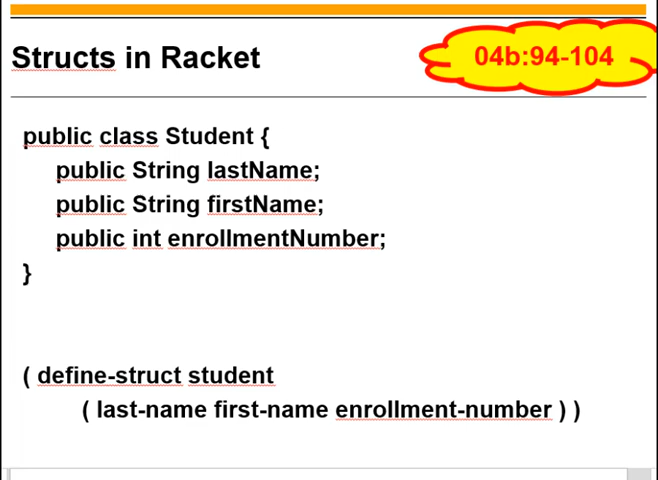 Structs in Racket
04b:94-104
public class Student {
public String lastName;
public String firstName;
public int enrollmentNumber;
}
( define-struct student
( last-name first-name enrollment-number ) )